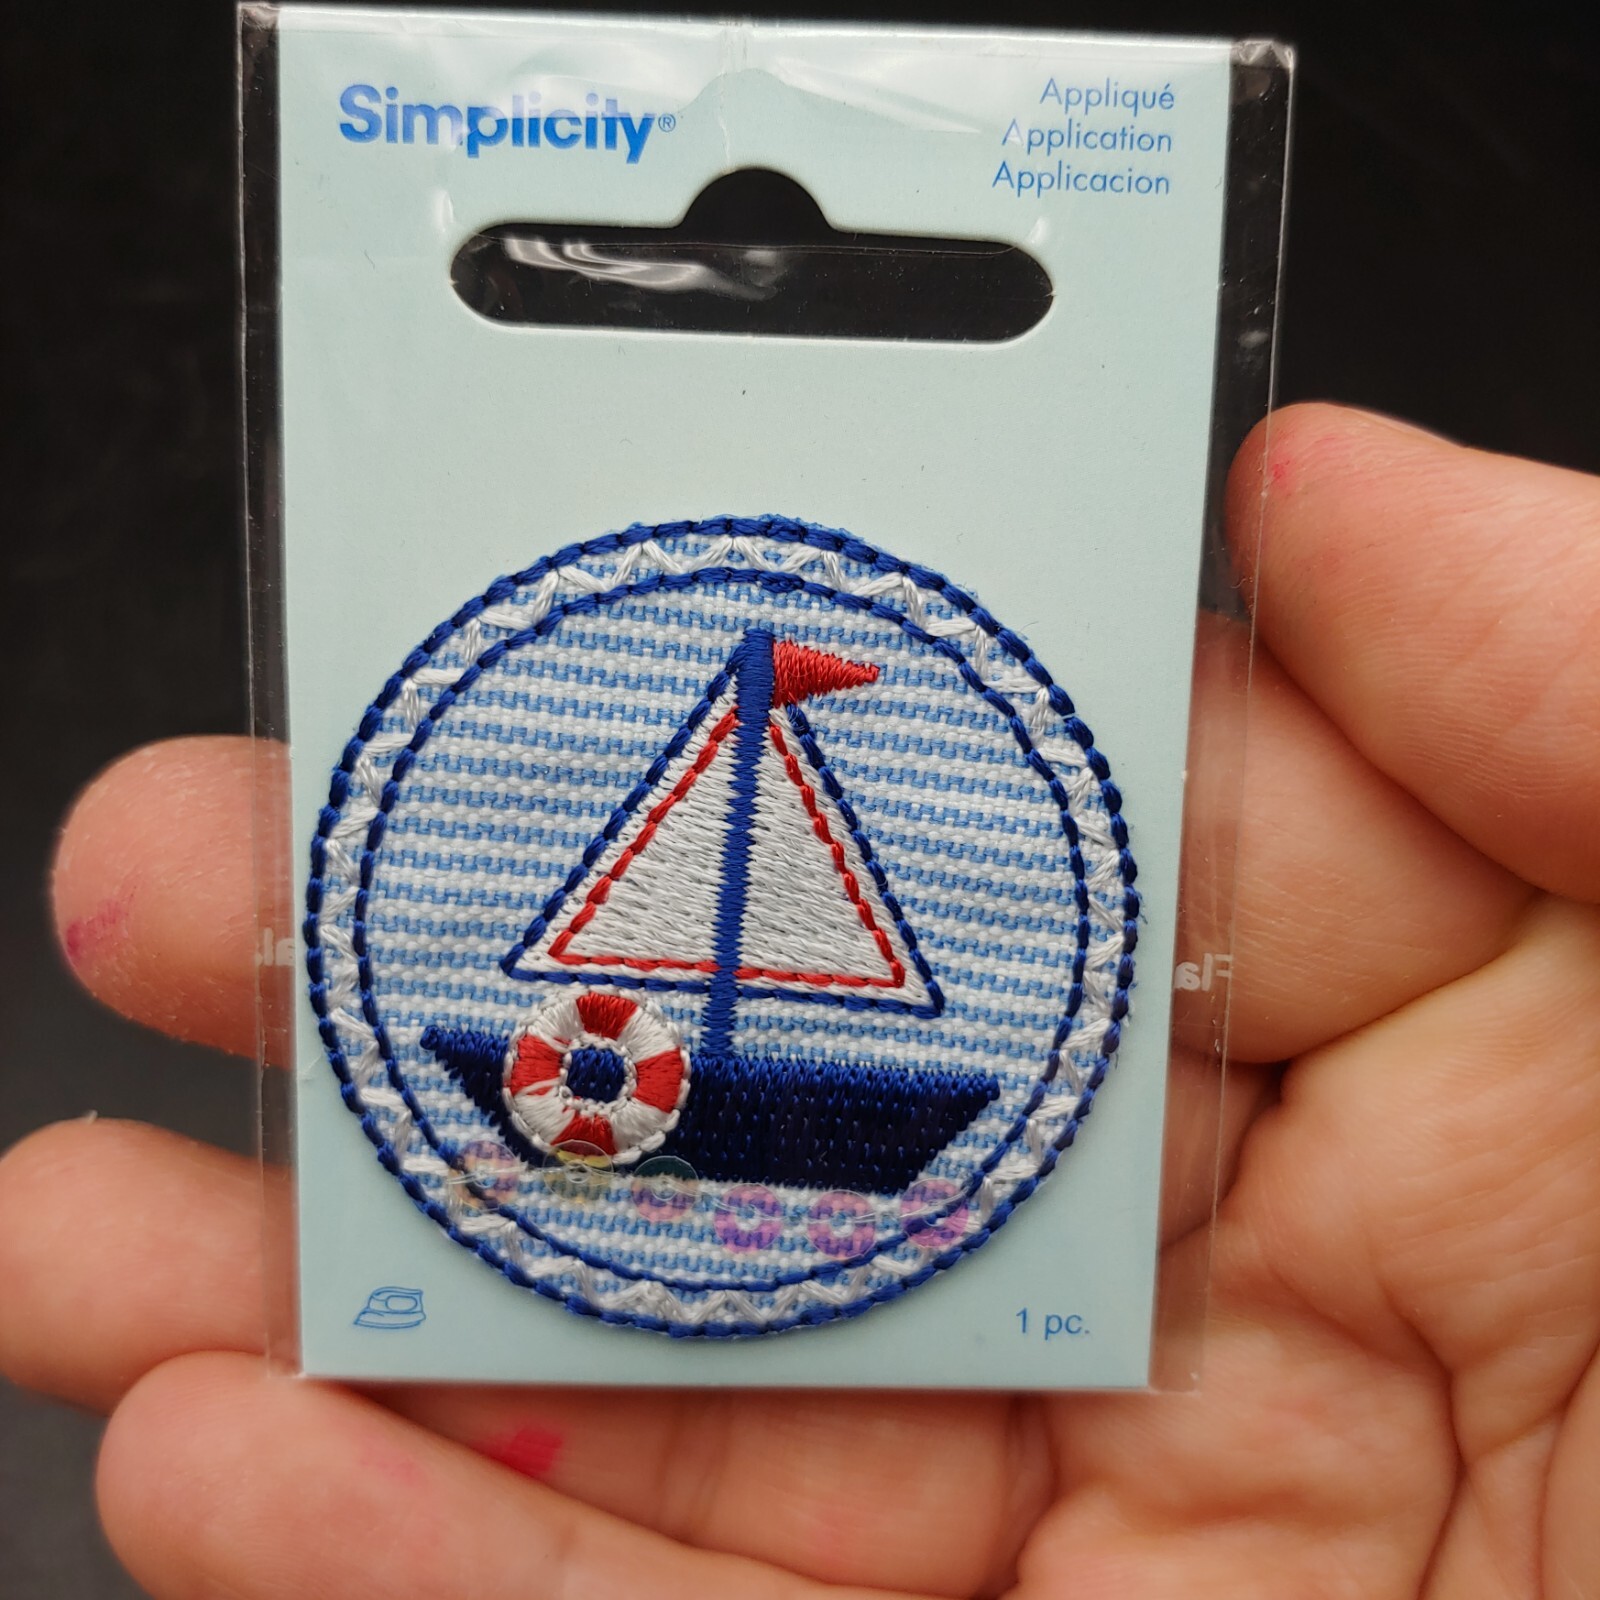 Simplicity®
Appliqué
Application
Applicacion
1 pc.